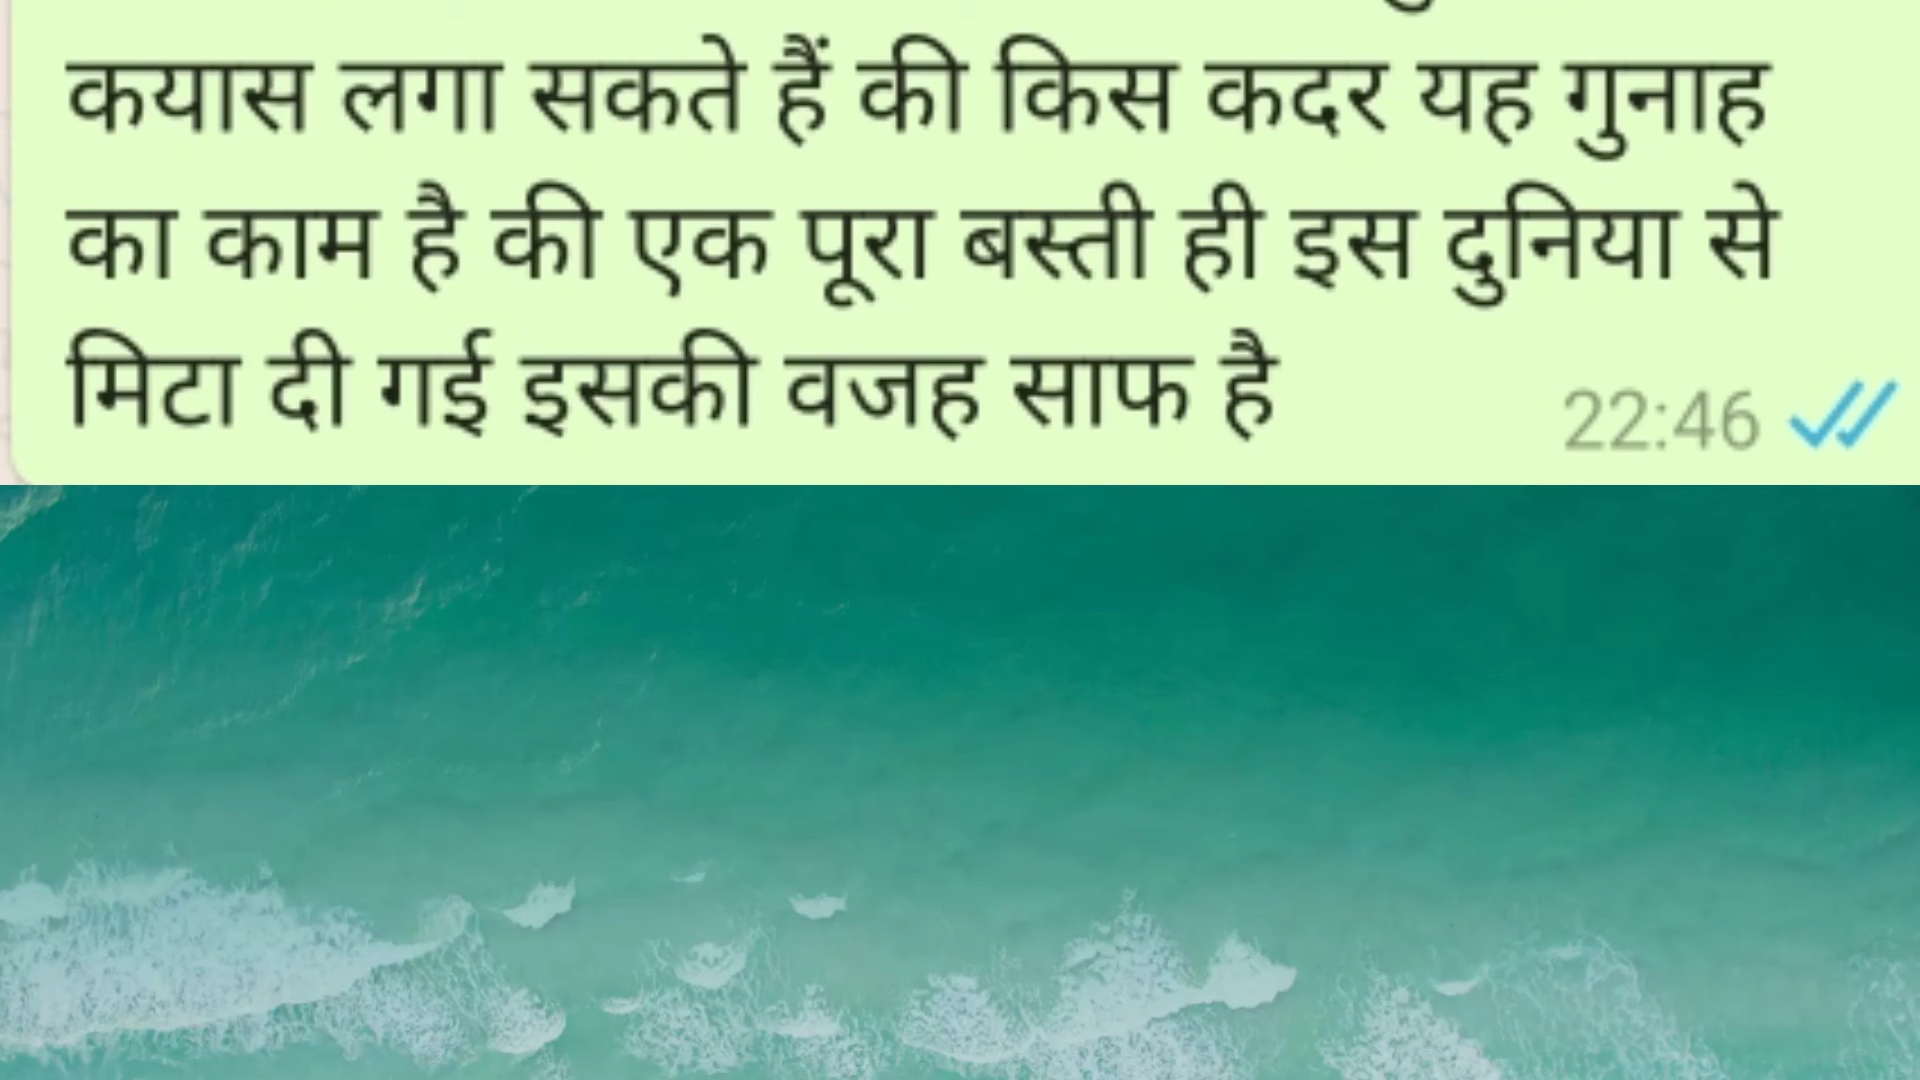 कयास लगा सकते हैं की किस कदर यह गुनाह
का काम है की एक पूरा बस्ती ही इस दुनिया से
मिटा दी गई इसकी वजह साफ है
22:46